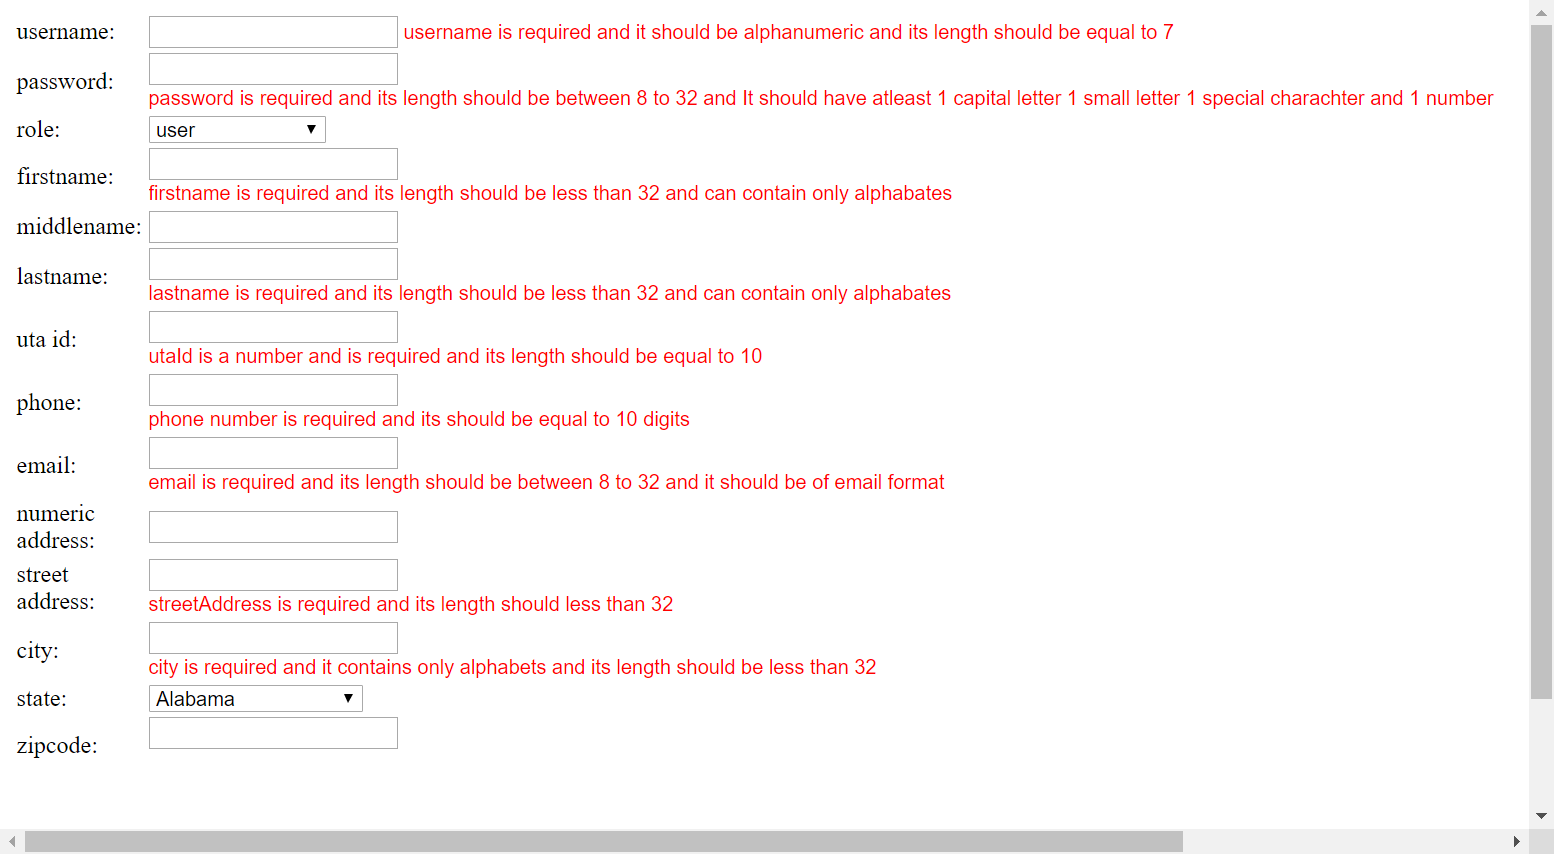 username: username is required and it should be alphanumeric and its length should be equal to 7
password:
password is required and its length should be between 8 to 32 and It should have atleast 1 capital letter 1 small letter 1 special charachter and 1 number
role: user
firstname:
firstname is required and its length should be less than 32 and can contain only alphabates
middlename:
lastname:
lastname is required and its length should be less than 32 and can contain only alphabates
uta id:
utaId is a number and is required and its length should be equal to 10
phone:
phone number is required and its should be equal to 10 digits
email:
email is required and its length should be between 8 to 32 and it should be of email format
numeric
address:
street
address:
streetAddress is required and its length should less than 32
city:
city is required and it contains only alphabets and its length should be less than 32
state: Alabama
zipcode: